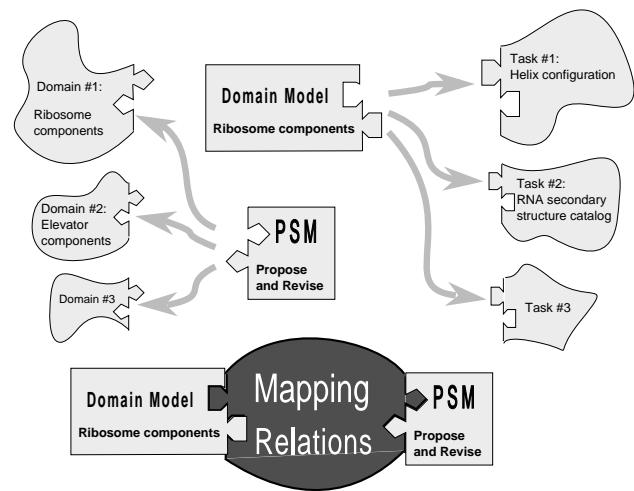 Domain #1:
Ribosome
components
Domain Model
Ribosome components
Task #1:
Helix configuration
Domain #2:
Elevator
components
Task #2:
RNA secondary
structure catalog
PSM
Propose
and Revise
Domain #3
Task #3
Domain Model
Ribosome components
Mapping
Relations
PSM
Propose
and Revise